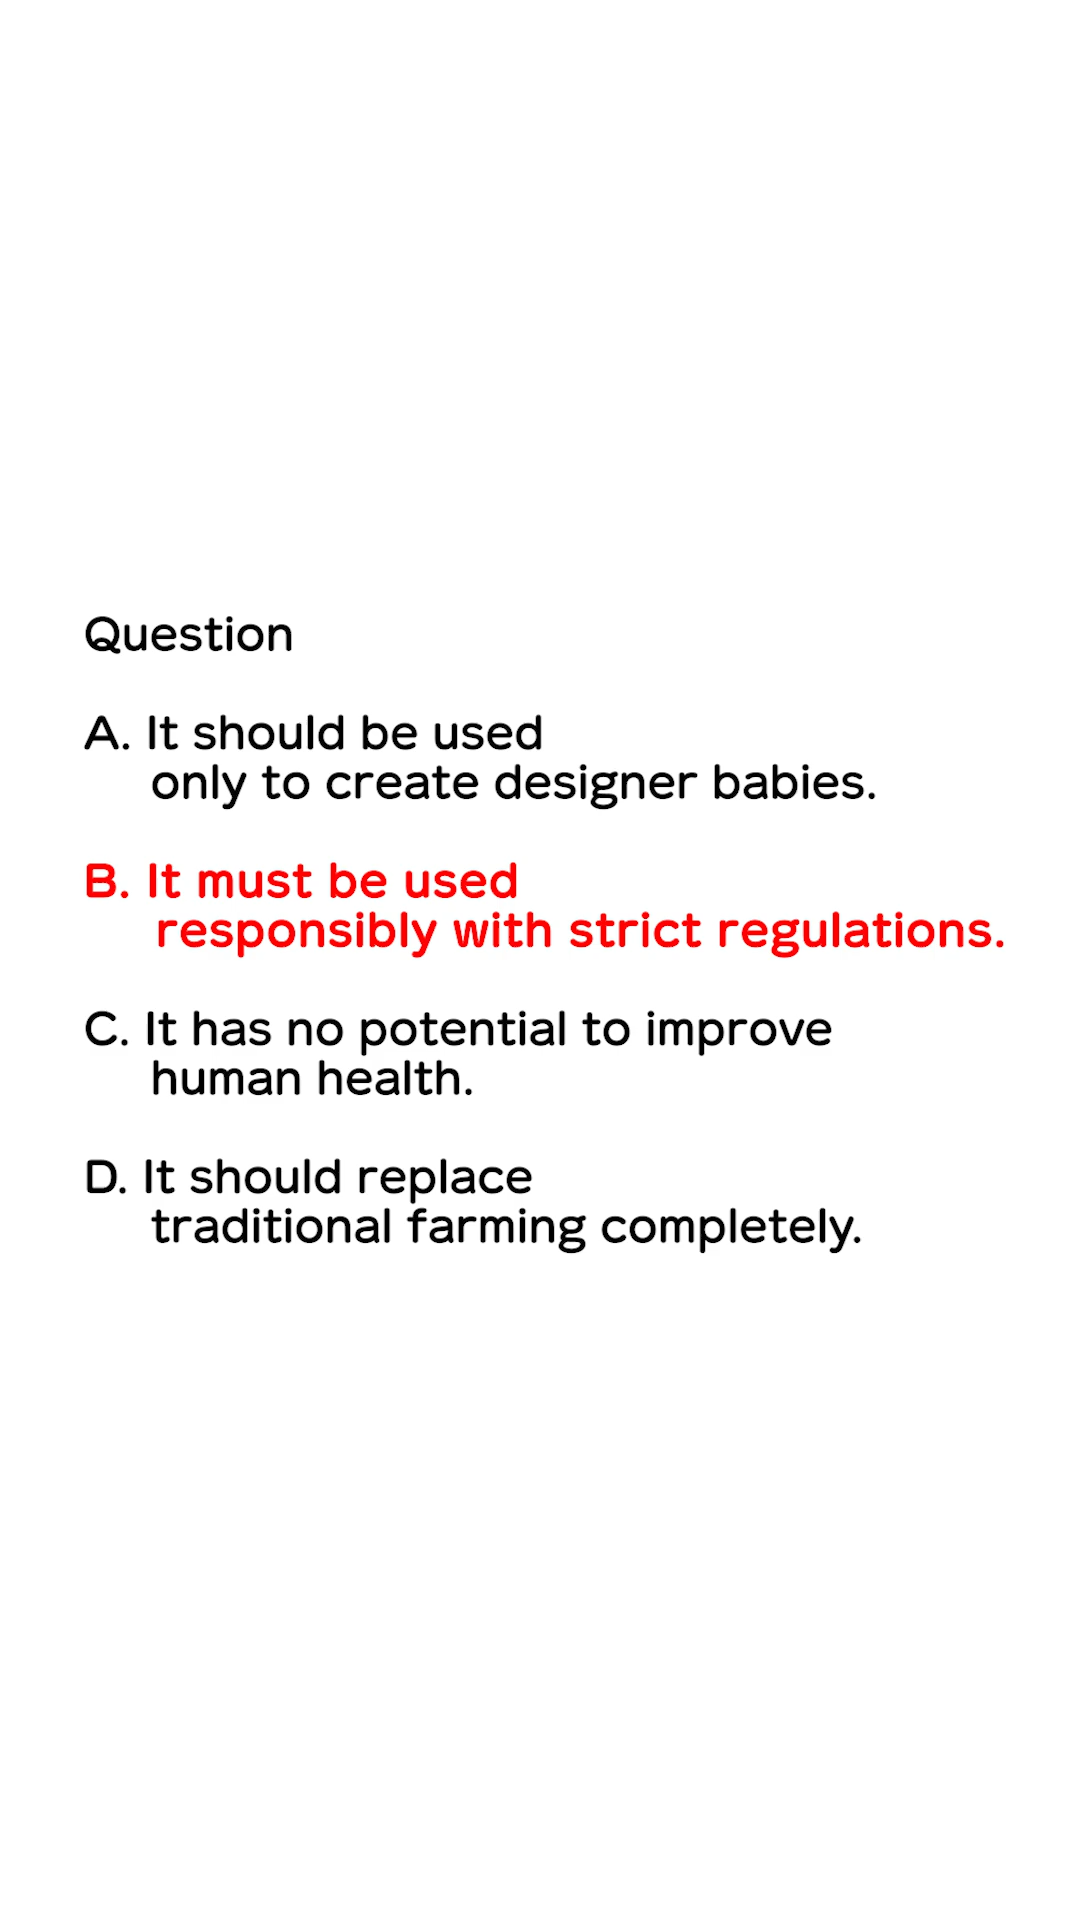 Question
A. It should be used
only to create designer babies.
B. It must be used
responsibly with strict regulations.
C. It has no potential to improve
human health.
D. It should replace
traditional farming completely.